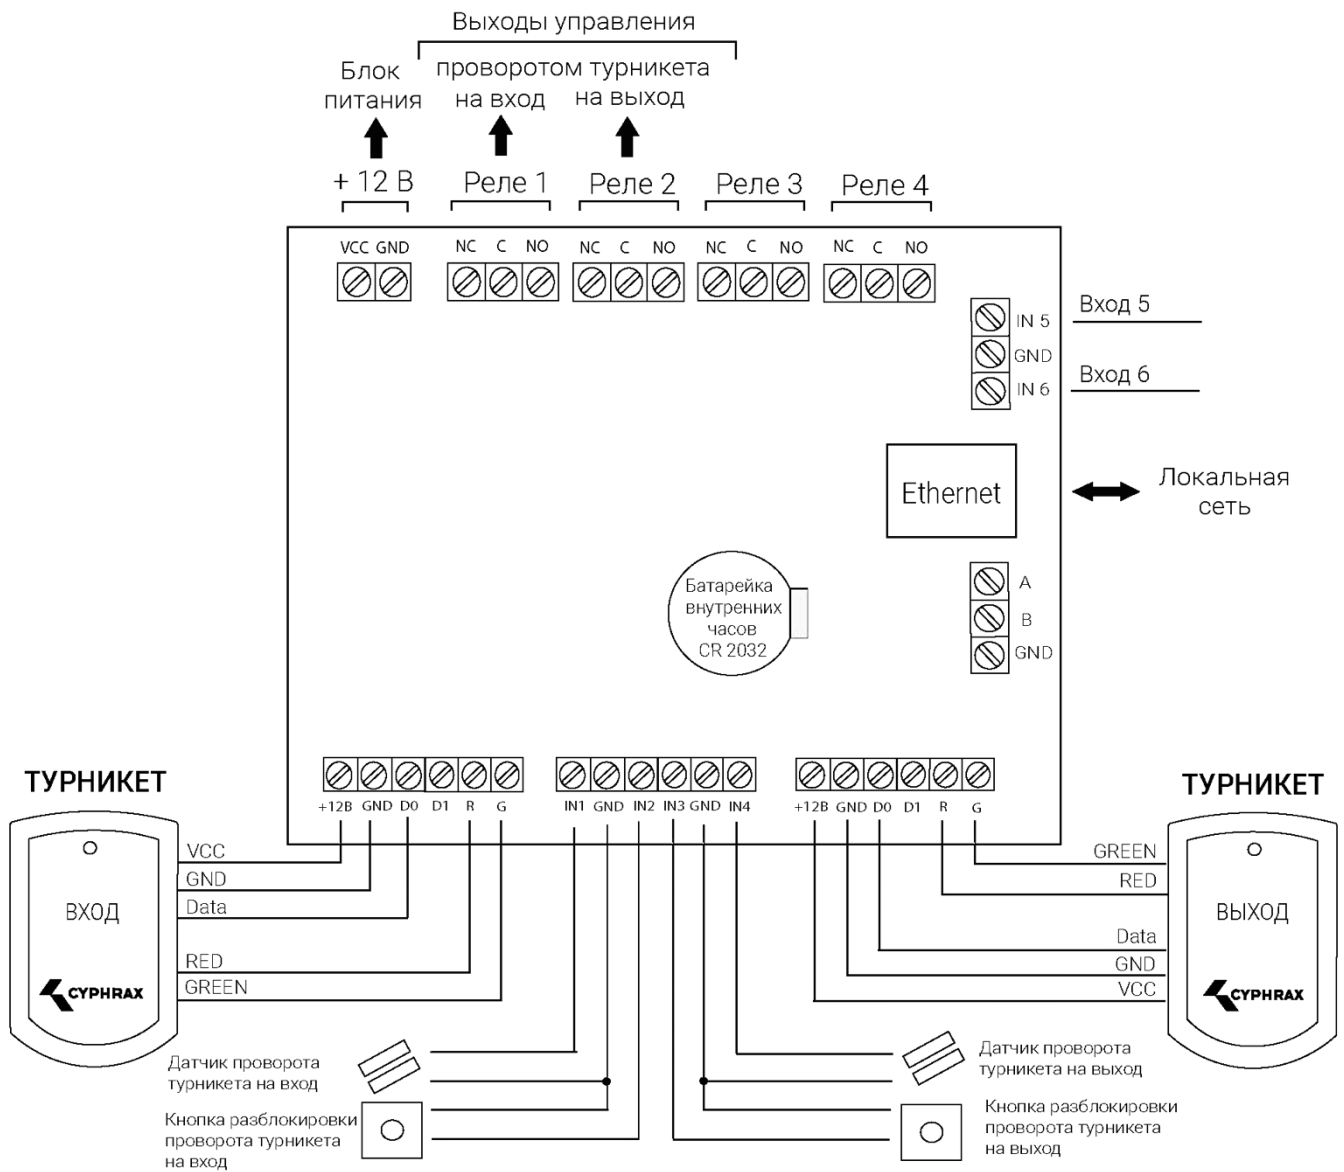 Выходы управления
Блок
питания
проворотом турникета
на вход
на выход
+ 12 В
Реле 1
Реле 2
Реле 3
Реле 4
VCC GND
NC C NO
NC C NO
NC C NO
NC C NO
IN 5
GND
IN 6
Вход 5
Вход 6
Ethernet
Локальная
сеть
Батарейка
внутренних
часов
CR 2032
A
B
GND
+12В GND D0 D1 R G
IN1 GND IN2 IN3 GND IN4
+12В GND D0 D1 R G
ТУРНИКЕТ
ВХОД
CYPHRAX
VCC
GND
Data
RED
GREEN
ТУРНИКЕТ
ВЫХОД
CYPHRAX
GREEN
RED
Data
GND
VCC
Датчик проворота
турникета на вход
Кнопка разблокировки
проворота турникета
на вход
Датчик проворота
турникета на выход
Кнопка разблокировки
проворота турникета
на выход